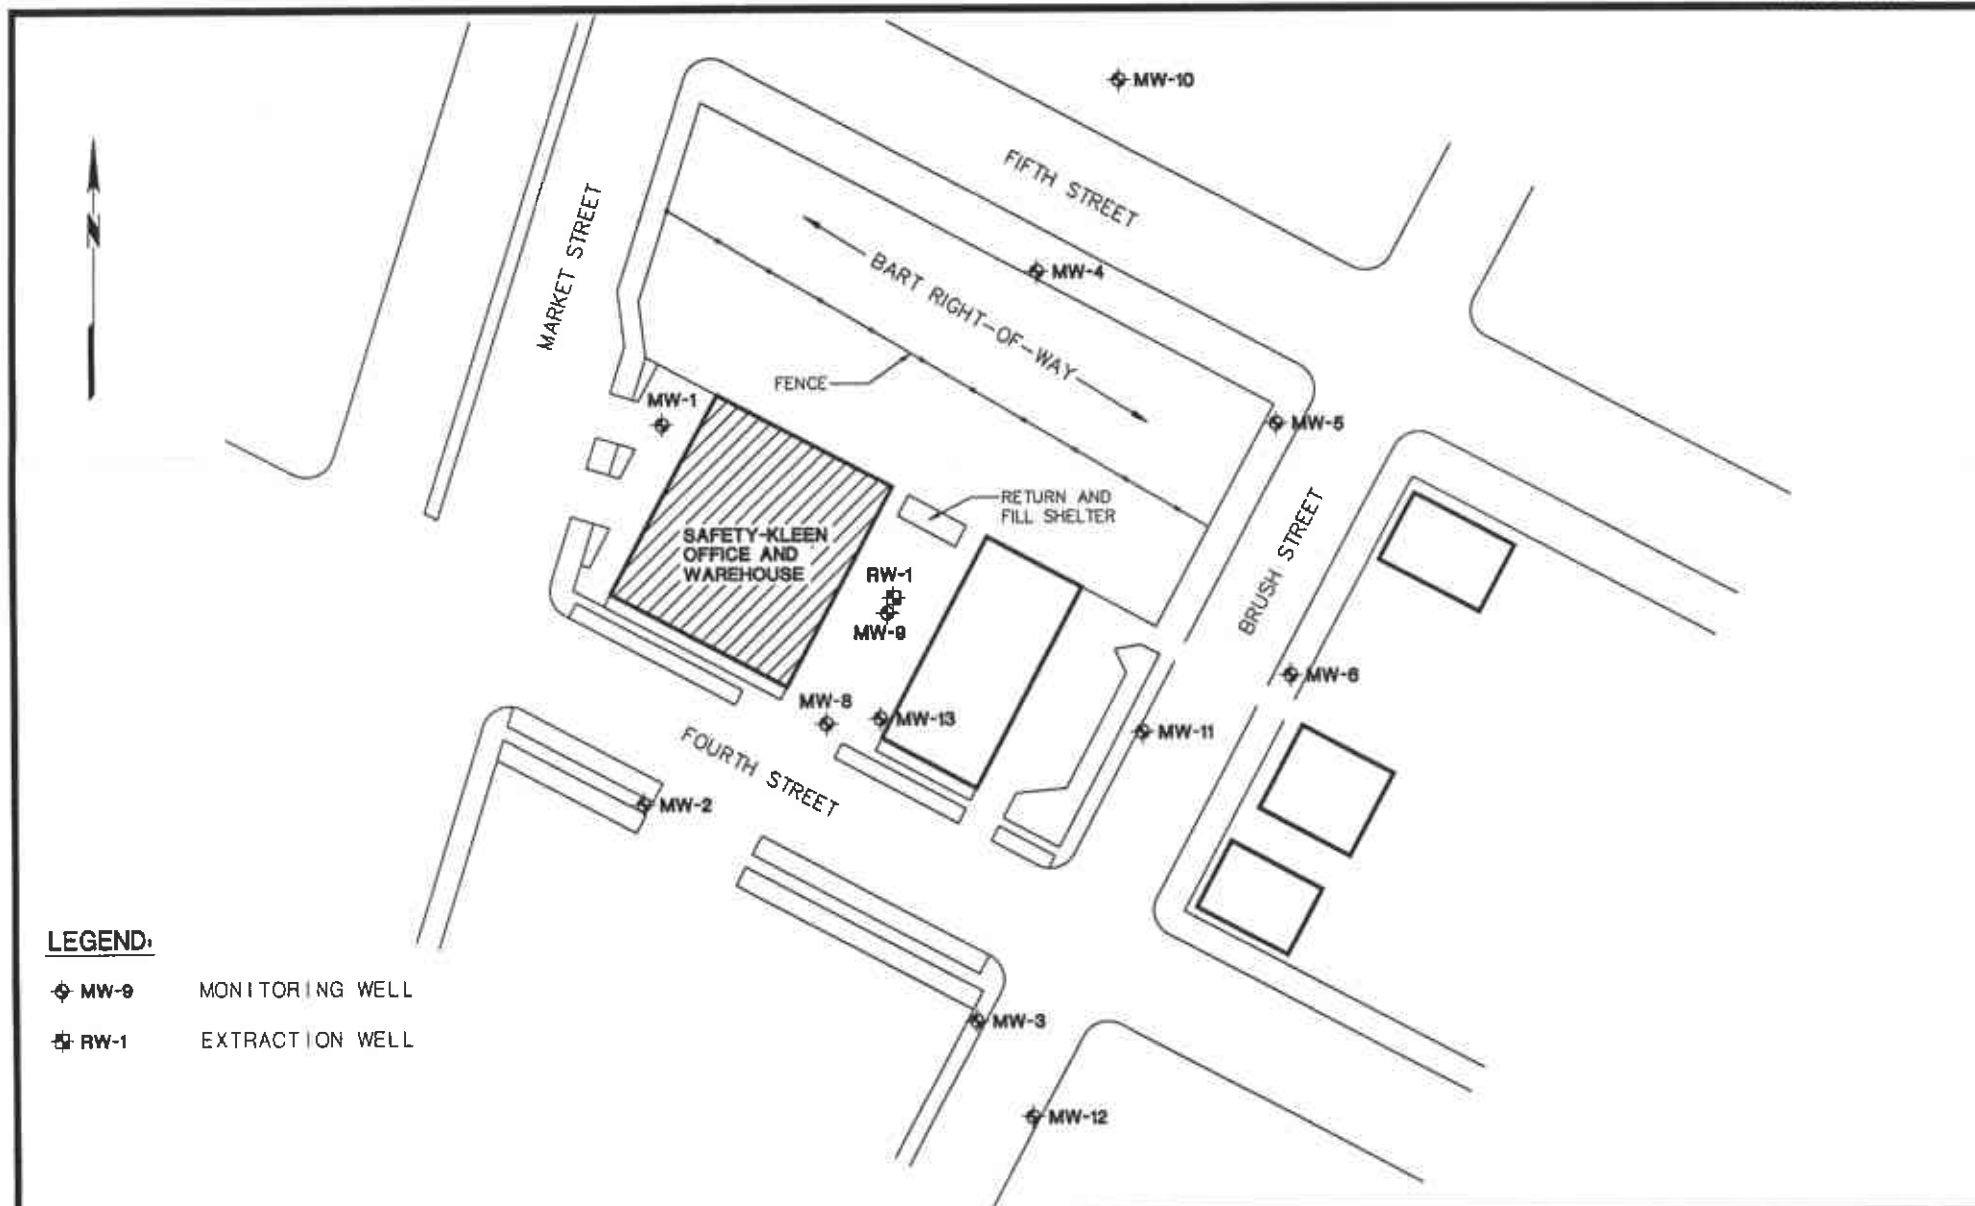 MW-10
FIFTH STREET
N
MARKET STREET
MW-4
BART RIGHT-OF-WAY
FENCE
MW-1
MW-5
RETURN AND
FILL SHELTER
SAFETY-KLEEN
OFFICE AND
WAREHOUSE
BRUSH STREET
RW-1
MW-9
MW-6
MW-8
MW-13
MW-11
FOURTH STREET
MW-2
LEGEND:
MW-9 MONITORING WELL
RW-1 EXTRACTION WELL
MW-3
MW-12